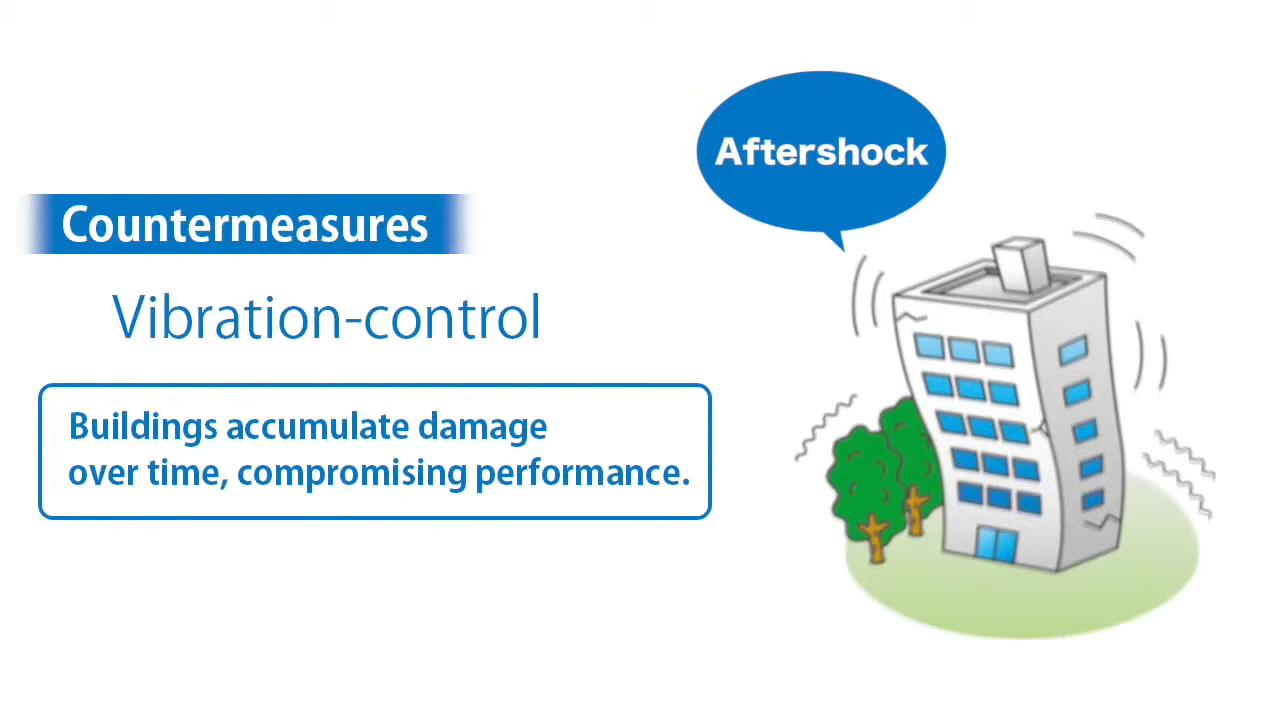 Aftershock
Countermeasures
Vibration-control
Buildings accumulate damage
over time, compromising performance.